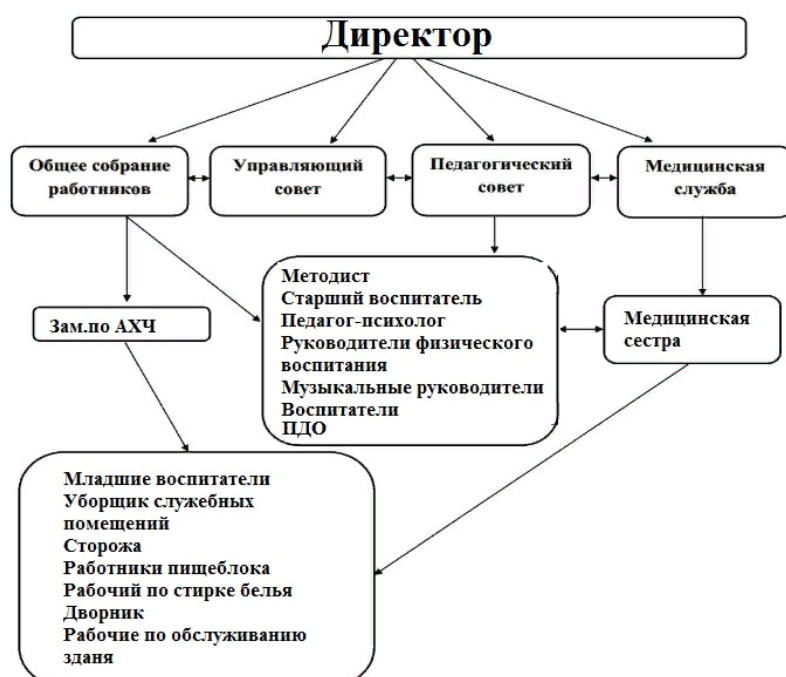 Директор
Общее собрание
работников
Управляющий
совет
Педагогический
совет
Медицинская
служба
Методист
Старший воспитатель
Педагог-психолог
Руководители физического
воспитания
Музыкальные руководители
Воспитатели
ПДО
Зам.по АХЧ
Медицинская
сестра
Младшие воспитатели
Уборщик служебных
помещений
Сторожа
Работники пищеблока
Рабочий по стирке белья
Дворник
Рабочие по обслуживанию
здания